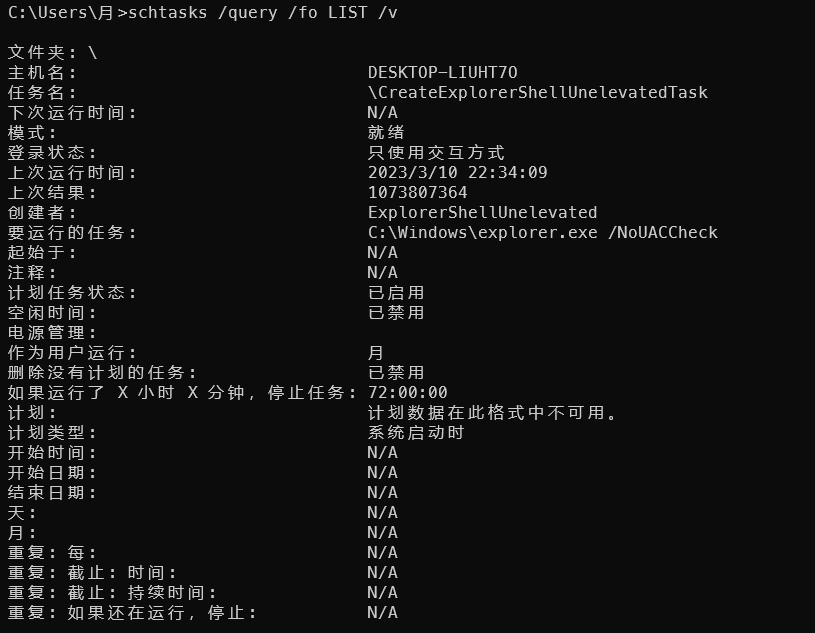 C:\Users\月>schtasks /query /fo LIST /v
文件夹: \
主机名: DESKTOP-LIUHT7O
任务名: \CreateExplorerShellUnelevatedTask
下次运行时间: N/A
模式: 就绪
登录状态: 只使用交互方式
上次运行时间: 2023/3/10 22:34:09
上次结果: 1073807364
创建者: ExplorerShellUnelevated
要运行的任务: C:\Windows\explorer.exe /NoUACCheck
起始于: N/A
注释: N/A
计划任务状态: 已启用
空闲时间: 已禁用
电源管理:
作为用户运行: 月
删除没有计划的任务: 已禁用
如果运行了 X 小时 X 分钟，停止任务: 72:00:00
计划: 计划数据在此格式中不可用。
计划类型: 系统启动时
开始时间: N/A
开始日期: N/A
结束日期: N/A
天: N/A
月: N/A
重复: 每: N/A
重复: 截止: 时间: N/A
重复: 截止: 持续时间: N/A
重复: 如果还在运行，停止: N/A